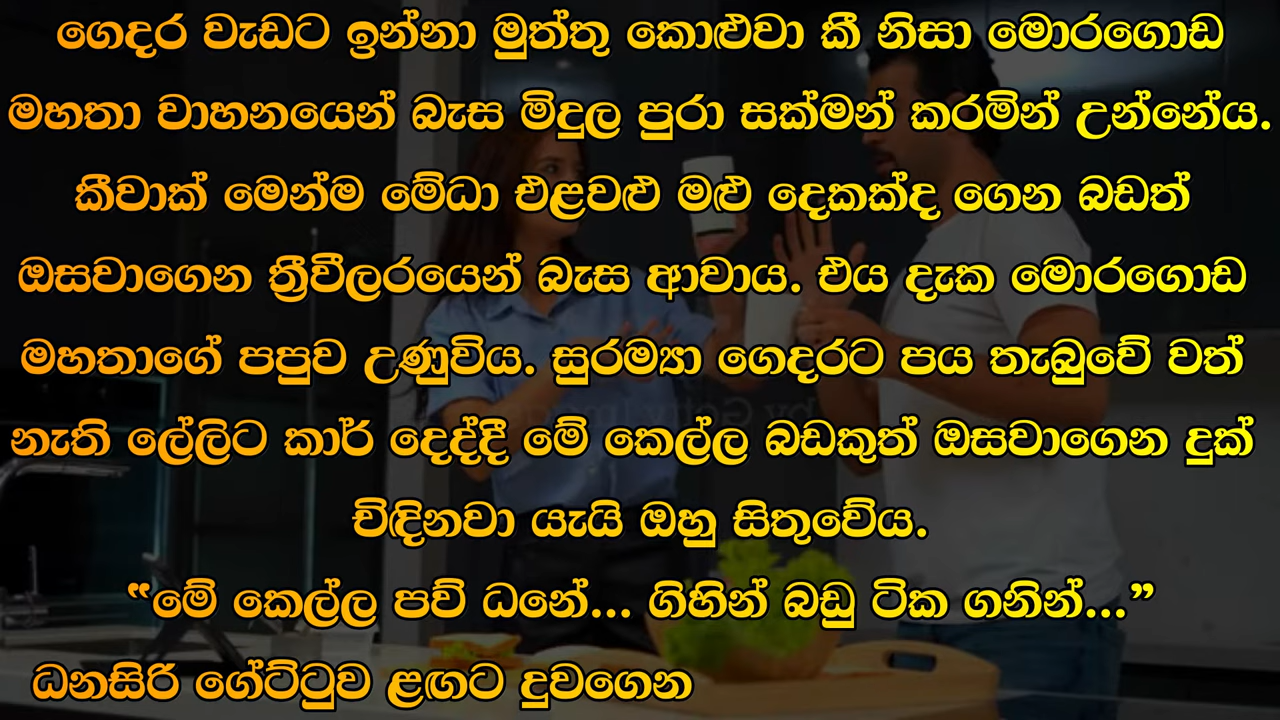 ගෙදර වැඩට ඉන්නා මුත්තු කොළුවා කී නිසා මොරගොඩ
මහතා වාහනයෙන් බැස මිදුල පුරා සක්මන් කරමින් උන්නේය.
කීවාක් මෙන්ම මේධා එළවළු මළු දෙකක්ද ගෙන බඩත්
ඔසවාගෙන ත්‍රීවීලරයෙන් බැස ආවාය. එය දැක මොරගොඩ
මහතාගේ පපුව උණුවිය. සුරම්‍යා ගෙදරට පය තැබුවේ වත්
නැති ලේලිට කාර් දෙද්දී මේ කෙල්ල බඩකුත් ඔසවාගෙන දුක්
විඳිනවා යැයි ඔහු සිතුවේය.
“මේ කෙල්ල පව් ධනේ... ගිහින් බඩු ටික ගනින්...”
ධනසිරි ගේට්ටුව ළඟට දුවගෙන